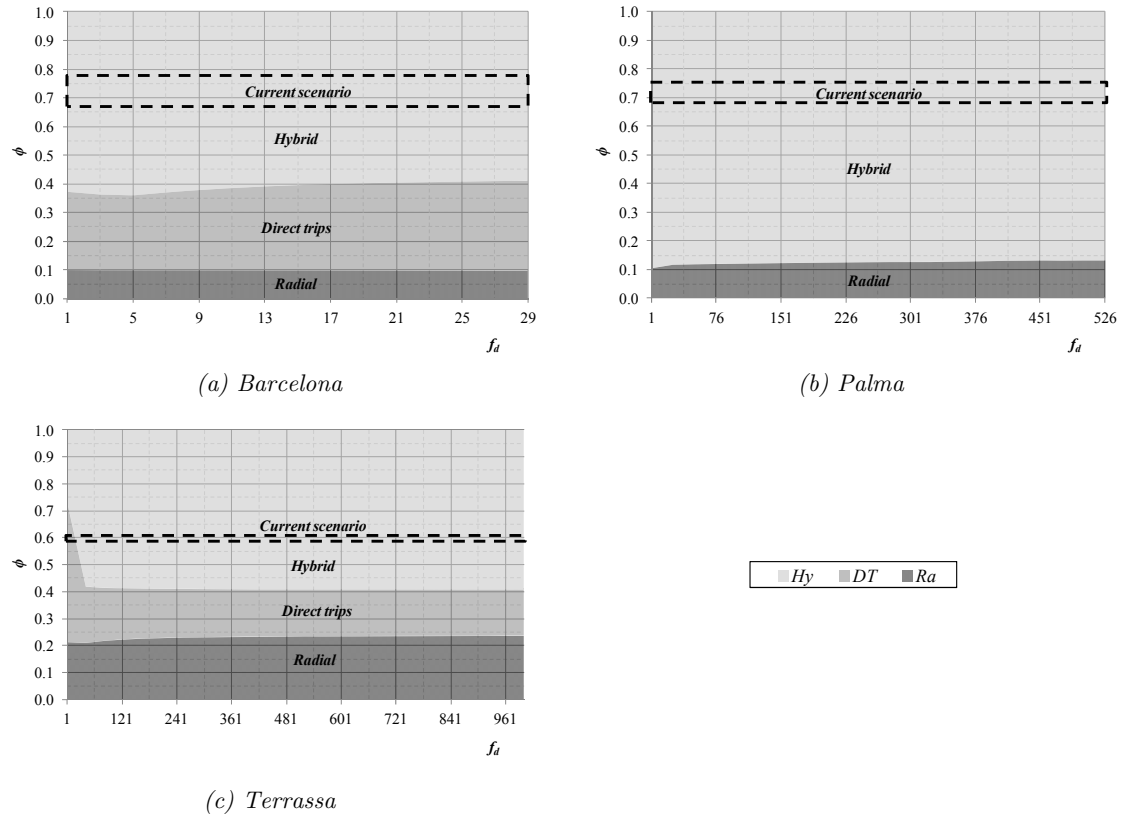 1.0
0.9
0.8
0.7
0.6
0.5
0.4
0.3
0.2
0.1
0.0
ϕ
Current scenario
Hybrid
Direct trips
Radial
1 5 9 13 17 21 25 29
f_d
(a) Barcelona
1.0
0.9
0.8
0.7
0.6
0.5
0.4
0.3
0.2
0.1
0.0
ϕ
Current scenario
Hybrid
Radial
1 76 151 226 301 376 451 526
f_d
(b) Palma
1.0
0.9
0.8
0.7
0.6
0.5
0.4
0.3
0.2
0.1
0.0
ϕ
Current scenario
Hybrid
Direct trips
Radial
1 121 241 361 481 601 721 841 961
f_d
(c) Terrassa
Hy DT Ra